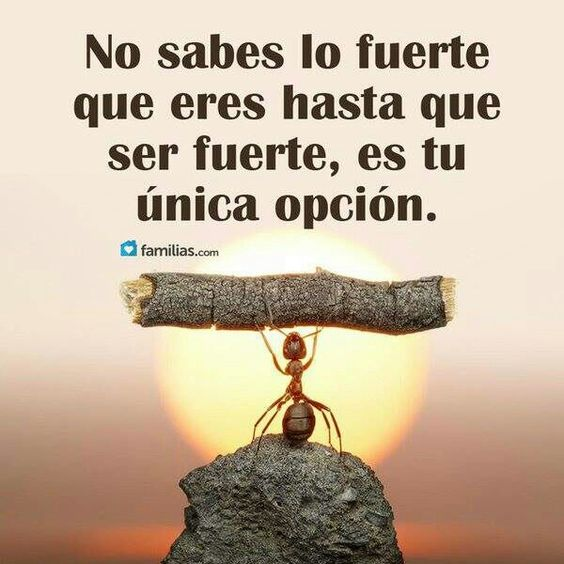 No sabes lo fuerte
que eres hasta que
ser fuerte, es tu
única opción.
familias.com